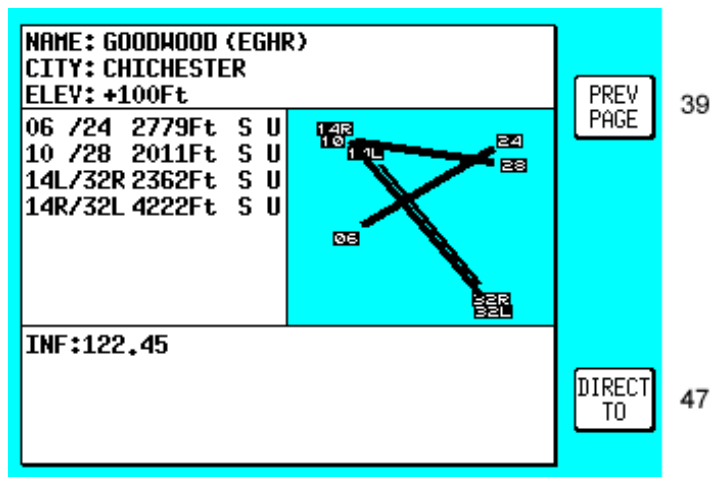 NAME: GOODWOOD (EGHR)
CITY: CHICHESTER
ELEV: +100Ft
06 /24 2779Ft S U
10 /28 2011Ft S U
14L/32R 2362Ft S U
14R/32L 4222Ft S U
14R
10
14L
24
28
06
32R
32L
INF:122.45
PREV
PAGE
39
DIRECT
TO
47